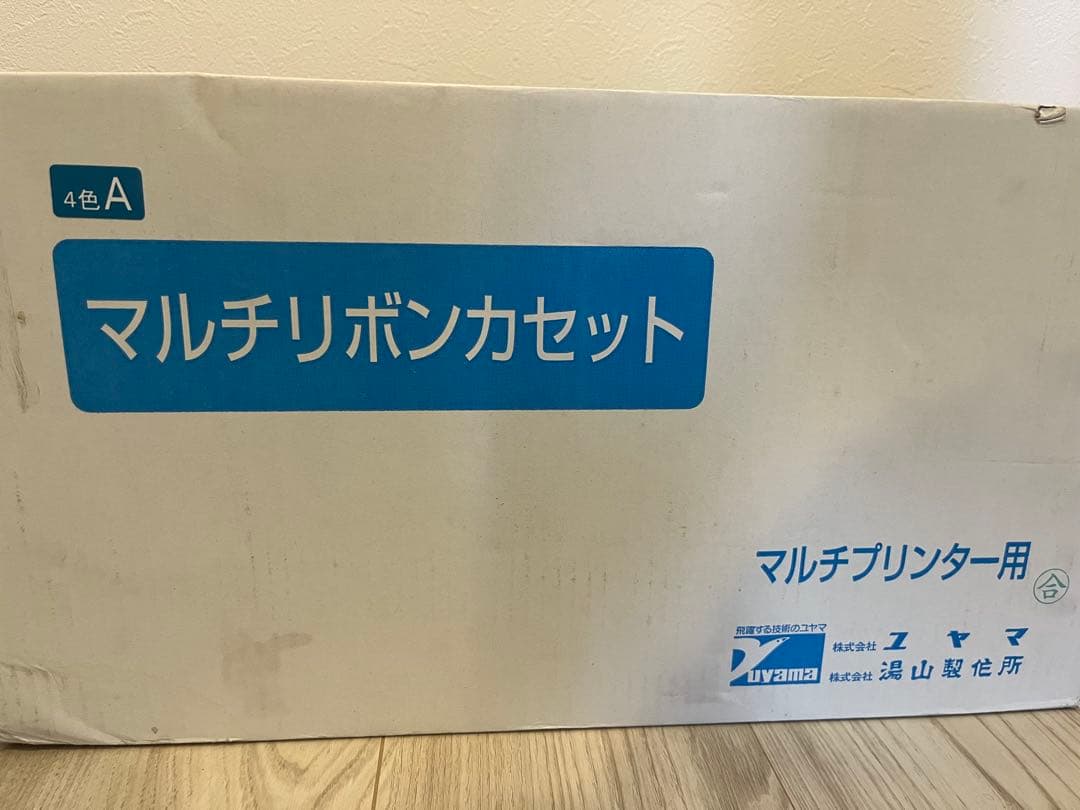 4色A
マルチリボンカセット
マルチプリンター用
合
飛躍する技術のユヤマ
Yuyama
株式会社 ユヤマ
株式会社 湯山製作所